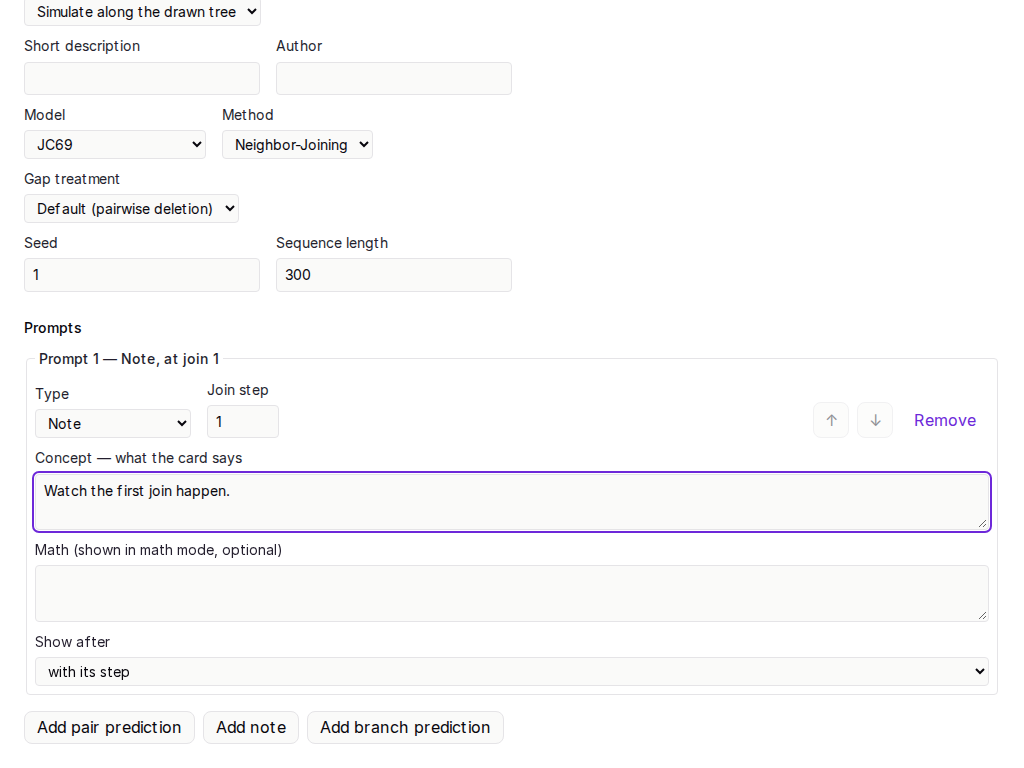 Simulate along the drawn tree
Short description Author
Model Method
JC69 Neighbor-Joining
Gap treatment
Default (pairwise deletion)
Seed Sequence length
1 300
Prompts
Prompt 1 — Note, at join 1
Type Join step
Note 1 ↑ ↓ Remove
Concept — what the card says
Watch the first join happen.
Math (shown in math mode, optional)
Show after
with its step
Add pair prediction Add note Add branch prediction